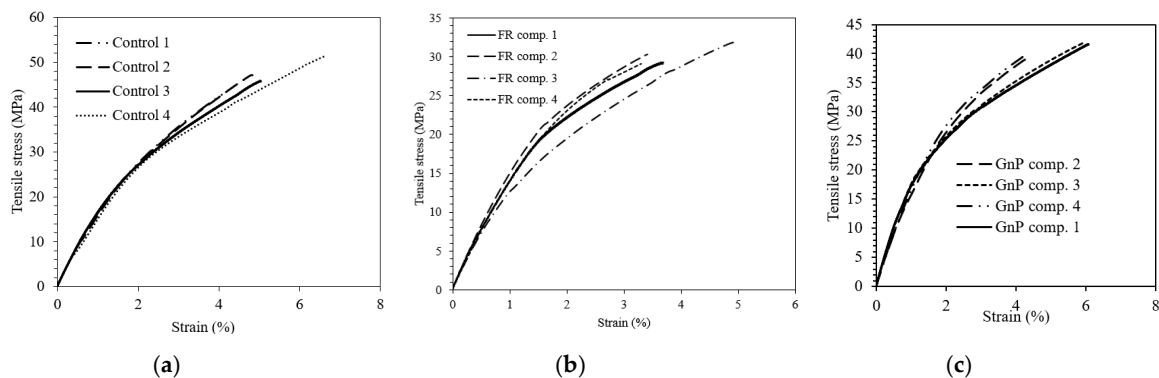 60
50
40
30
20
10
0
Tensile stress (MPa)
Control 1
Control 2
Control 3
Control 4
0 2 4 6 8
Strain (%)
(a)
35
30
25
20
15
10
5
0
Tensile stress (MPa)
FR comp. 1
FR comp. 2
FR comp. 3
FR comp. 4
0 1 2 3 4 5 6
Strain (%)
(b)
45
40
35
30
25
20
15
10
5
0
Tensile stress (MPa)
GnP comp. 2
GnP comp. 3
GnP comp. 4
GnP comp. 1
0 2 4 6 8
Strain (%)
(c)